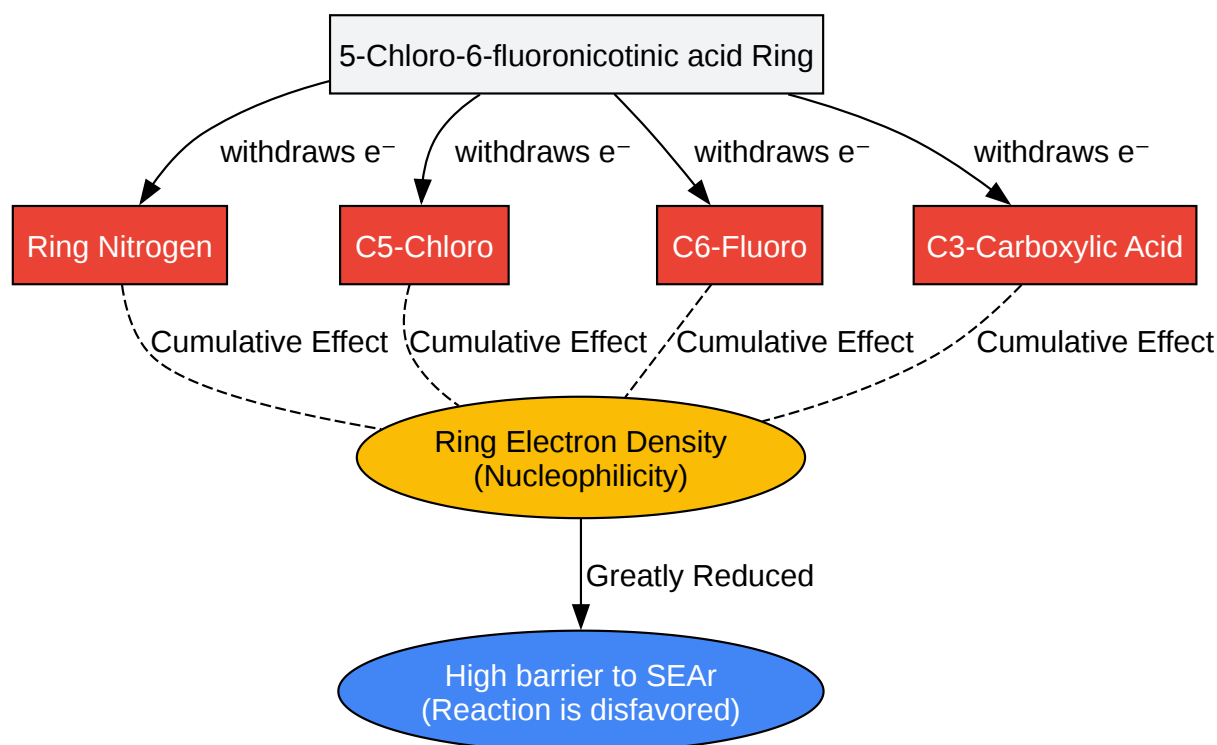 5-Chloro-6-fluoronicotinic acid Ring
withdraws e⁻
withdraws e⁻
withdraws e⁻
withdraws e⁻
Ring Nitrogen
C5-Chloro
C6-Fluoro
C3-Carboxylic Acid
Cumulative Effect
Cumulative Effect
Cumulative Effect
Cumulative Effect
Ring Electron Density
(Nucleophilicity)
Greatly Reduced
High barrier to SEAr
(Reaction is disfavored)